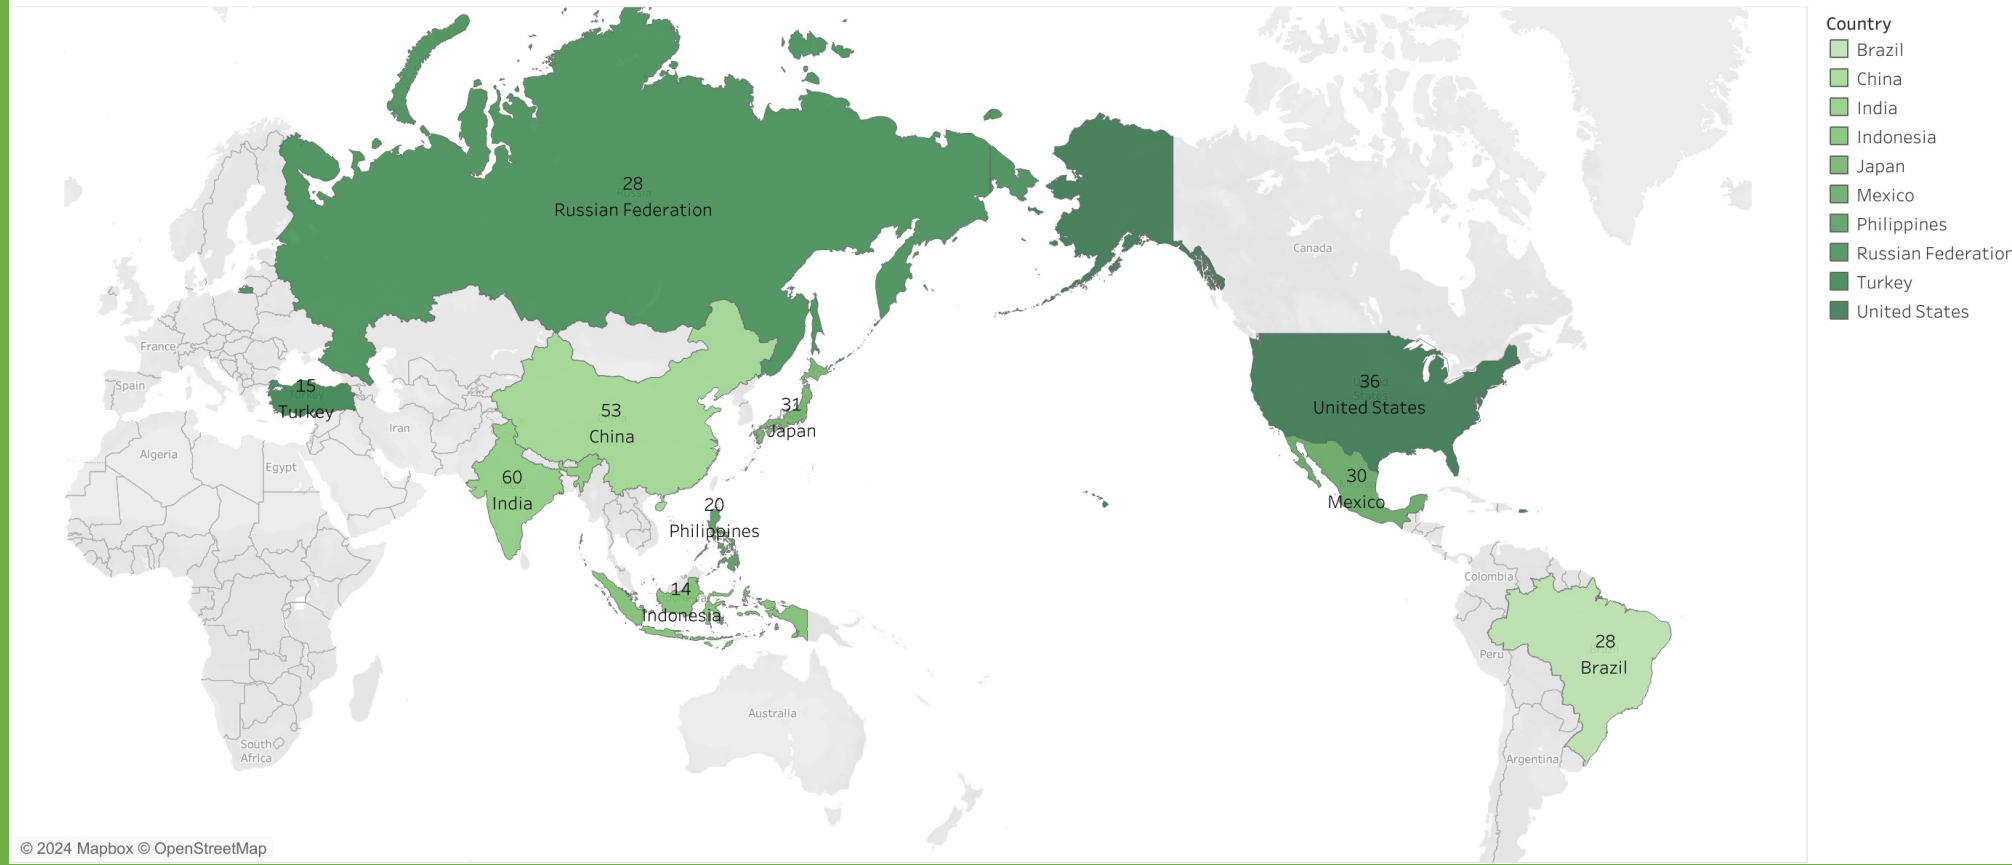 28
Russian Federation
Canada
France
Spain
15
Turkey
36
United States
53
China
31
Japan
Iran
Algeria
Egypt
60
India
30
Mexico
20
Philippines
14
Indonesia
Colombia
28
Brazil
Peru
Australia
South
Africa
Argentina
© 2024 Mapbox © OpenStreetMap
Country
Brazil
China
India
Indonesia
Japan
Mexico
Philippines
Russian Federation
Turkey
United States